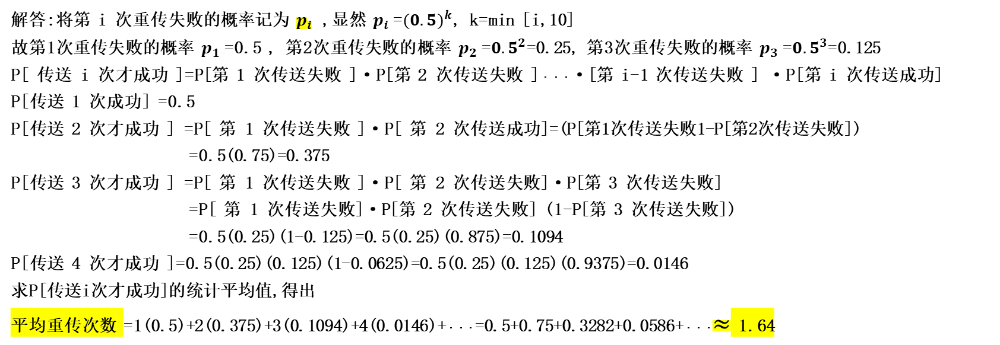 解答:将第 i 次重传失败的概率记为 pᵢ ,显然 pᵢ =(0.5)ᵏ, k=min [i,10]
故第1次重传失败的概率 p₁ =0.5 , 第2次重传失败的概率 p₂ =0.5²=0.25, 第3次重传失败的概率 p₃ =0.5³=0.125
P[ 传送 i 次才成功 ]=P[第 1 次传送失败 ]·P[第 2 次传送失败 ]...·[第 i-1 次传送失败 ] ·P[第 i 次传送成功]
P[传送 1 次成功] =0.5
P[传送 2 次才成功 ] =P[ 第 1 次传送失败 ]·P[ 第 2 次传送成功]=(P[第1次传送失败1-P[第2次传送失败])
=0.5(0.75)=0.375
P[传送 3 次才成功 ] =P[ 第 1 次传送失败 ]·P[ 第 2 次传送失败]·P[第 3 次传送失败]
=P[ 第 1 次传送失败]·P[第 2 次传送失败] (1-P[第 3 次传送失败])
=0.5(0.25)(1-0.125)=0.5(0.25)(0.875)=0.1094
P[传送 4 次才成功 ]=0.5(0.25)(0.125)(1-0.0625)=0.5(0.25)(0.125)(0.9375)=0.0146
求P[传送i次才成功]的统计平均值,得出
平均重传次数 =1(0.5)+2(0.375)+3(0.1094)+4(0.0146)+...=0.5+0.75+0.3282+0.0586+...≈ 1.64